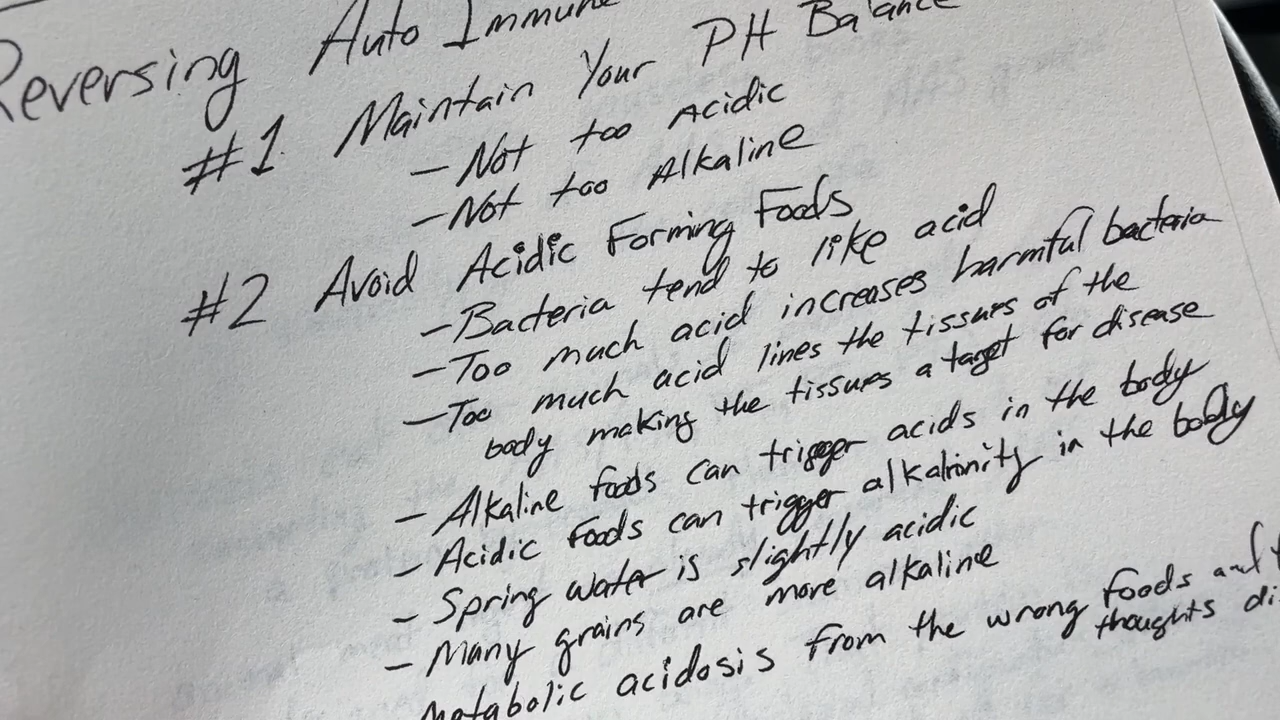 Reversing Auto Immune
#1 Maintain Your PH Balance
- Not too Acidic
- Not too Alkaline
#2 Avoid Acidic Forming Foods
- Bacteria tend to like acid
- Too much acid increases harmful bacteria
- Too much acid lines the tissues of the
body making the tissues a target for disease
- Alkaline foods can trigger acids in the body
- Acidic Foods can trigger alkalinity in the body
- Spring water is slightly acidic
- Many grains are more alkaline
Metabolic acidosis from the wrong foods and
thoughts